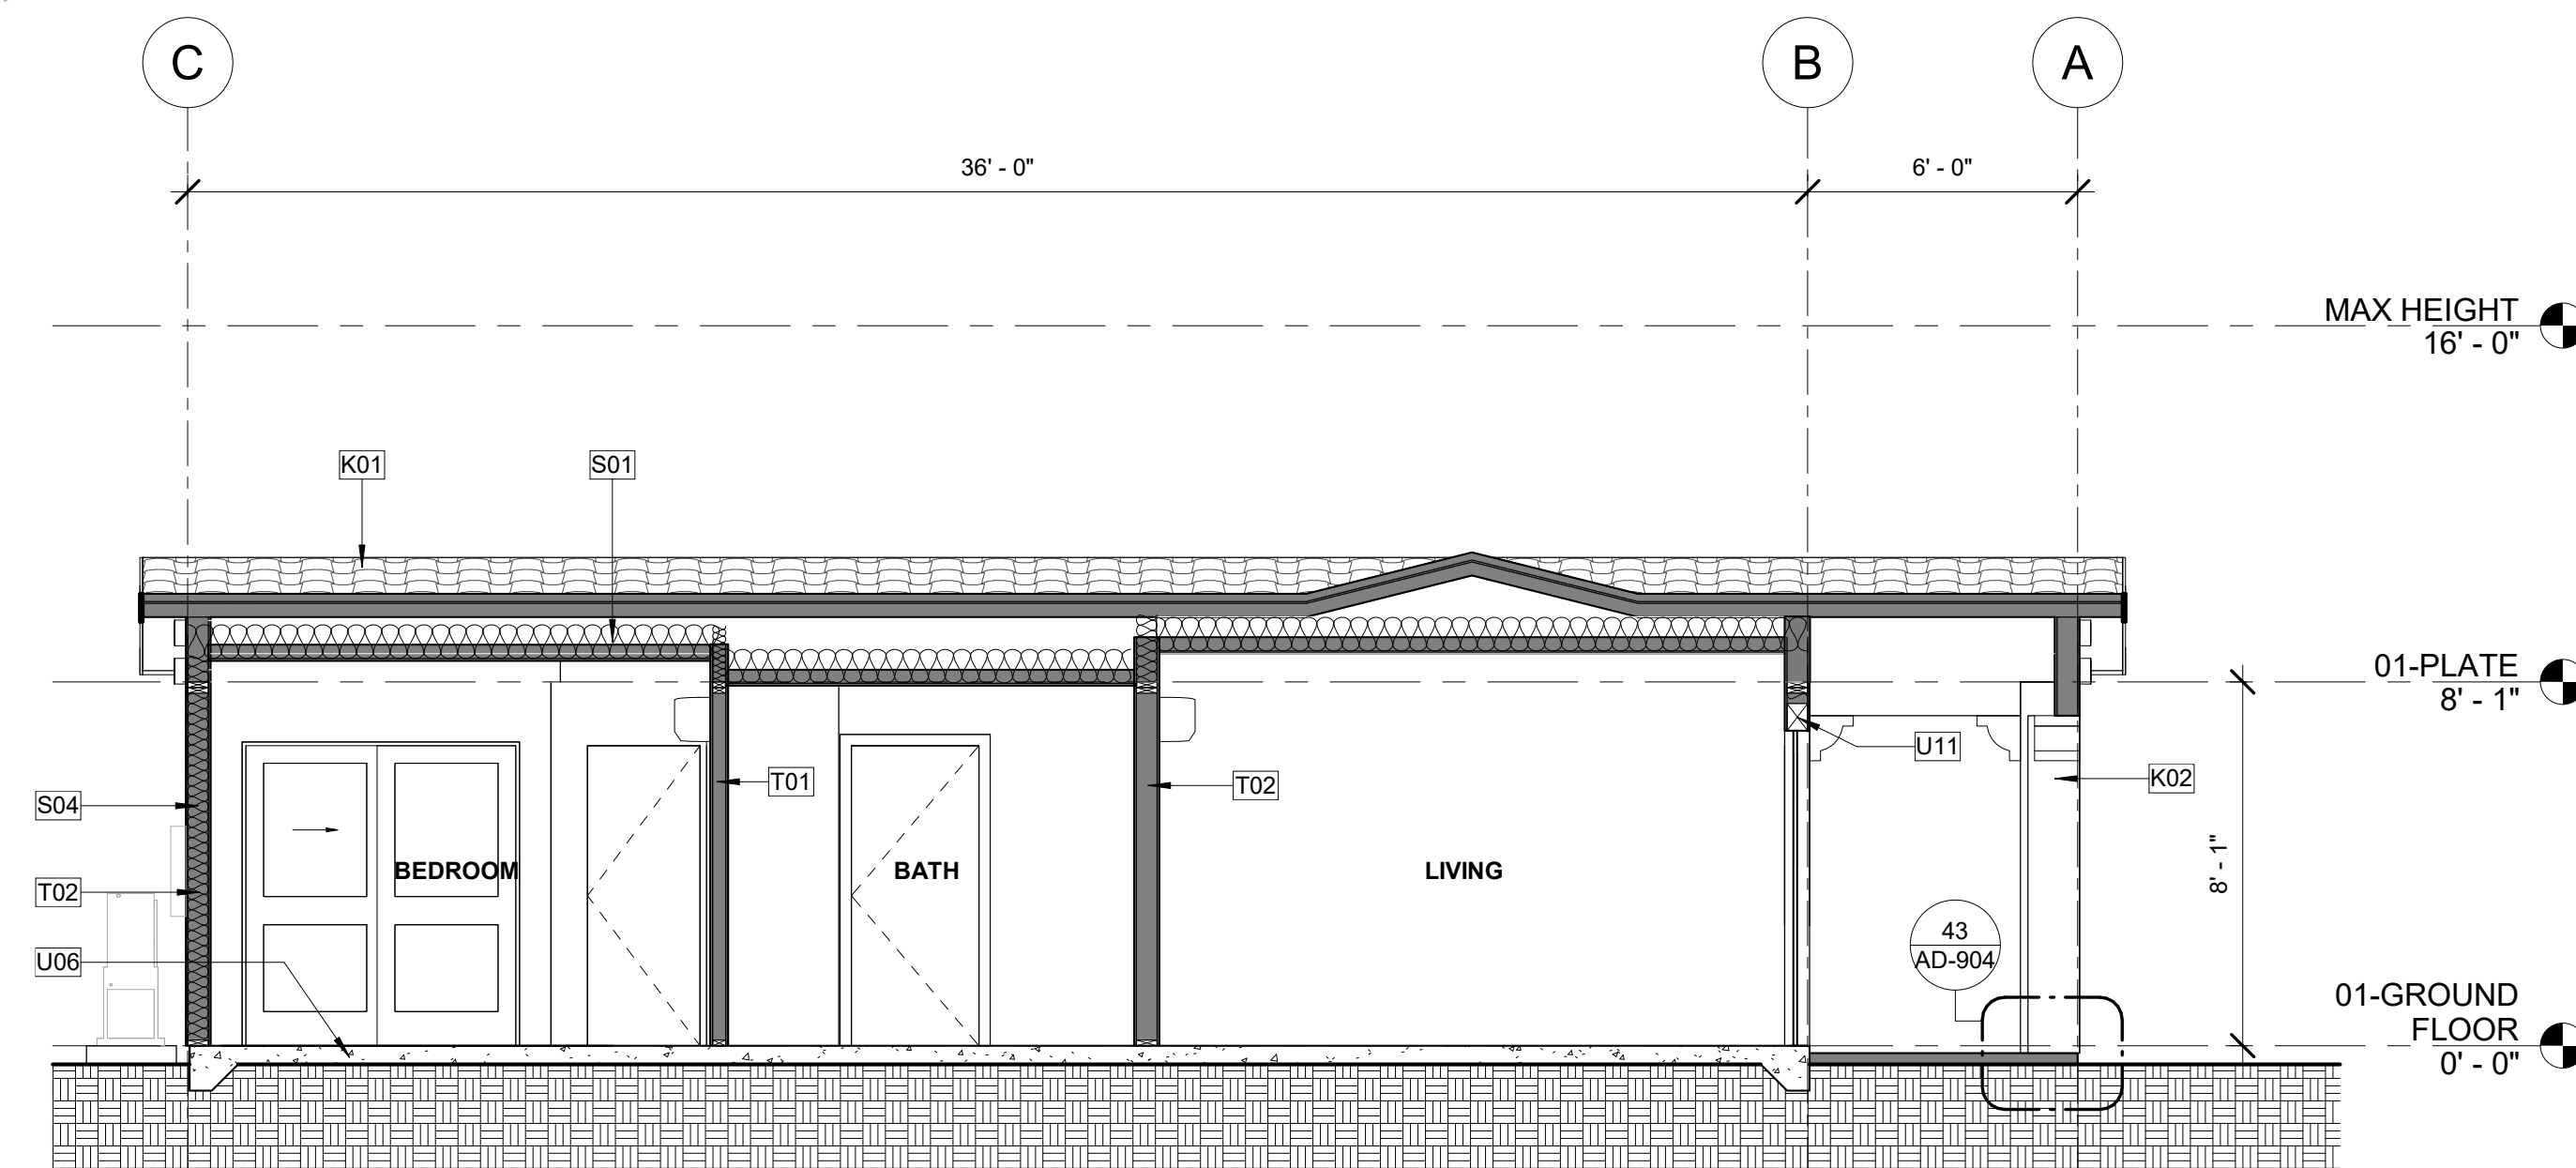 C
B
A
36' - 0"
6' - 0"
MAX HEIGHT
16' - 0"
K01
S01
01-PLATE
8' - 1"
U11
T01
T02
K02
S04
8' - 1"
BEDROOM
BATH
LIVING
T02
43
AD-904
U06
01-GROUND
FLOOR
0' - 0"